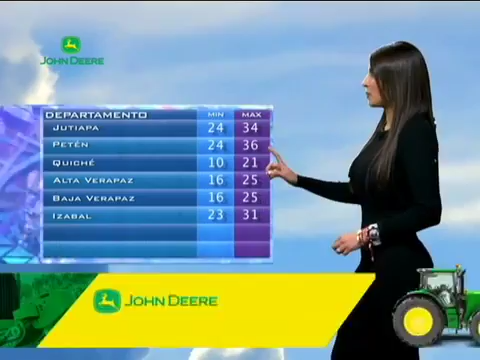 JOHN DEERE
DEPARTAMENTO MIN MAX
JUTIAPA 24 34
PETÉN 24 36
QUICHÉ 10 21
ALTA VERAPAZ 16 25
BAJA VERAPAZ 16 25
IZABAL 23 31
JOHN DEERE